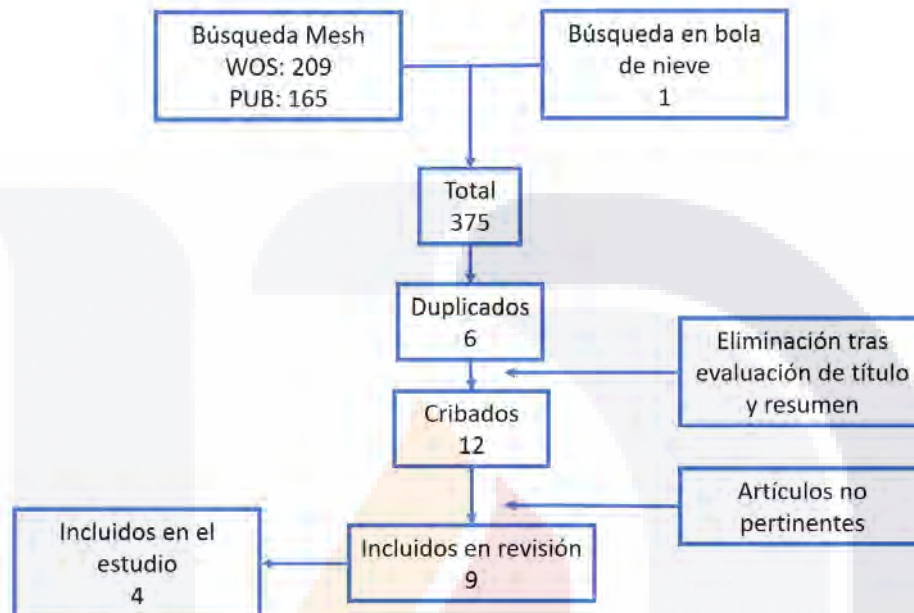 Búsqueda Mesh
WOS: 209
PUB: 165
Búsqueda en bola
de nieve
1
Total
375
Duplicados
6
Eliminación tras
evaluación de título
y resumen
Cribados
12
Artículos no
pertinentes
Incluidos en revisión
9
Incluidos en el
estudio
4